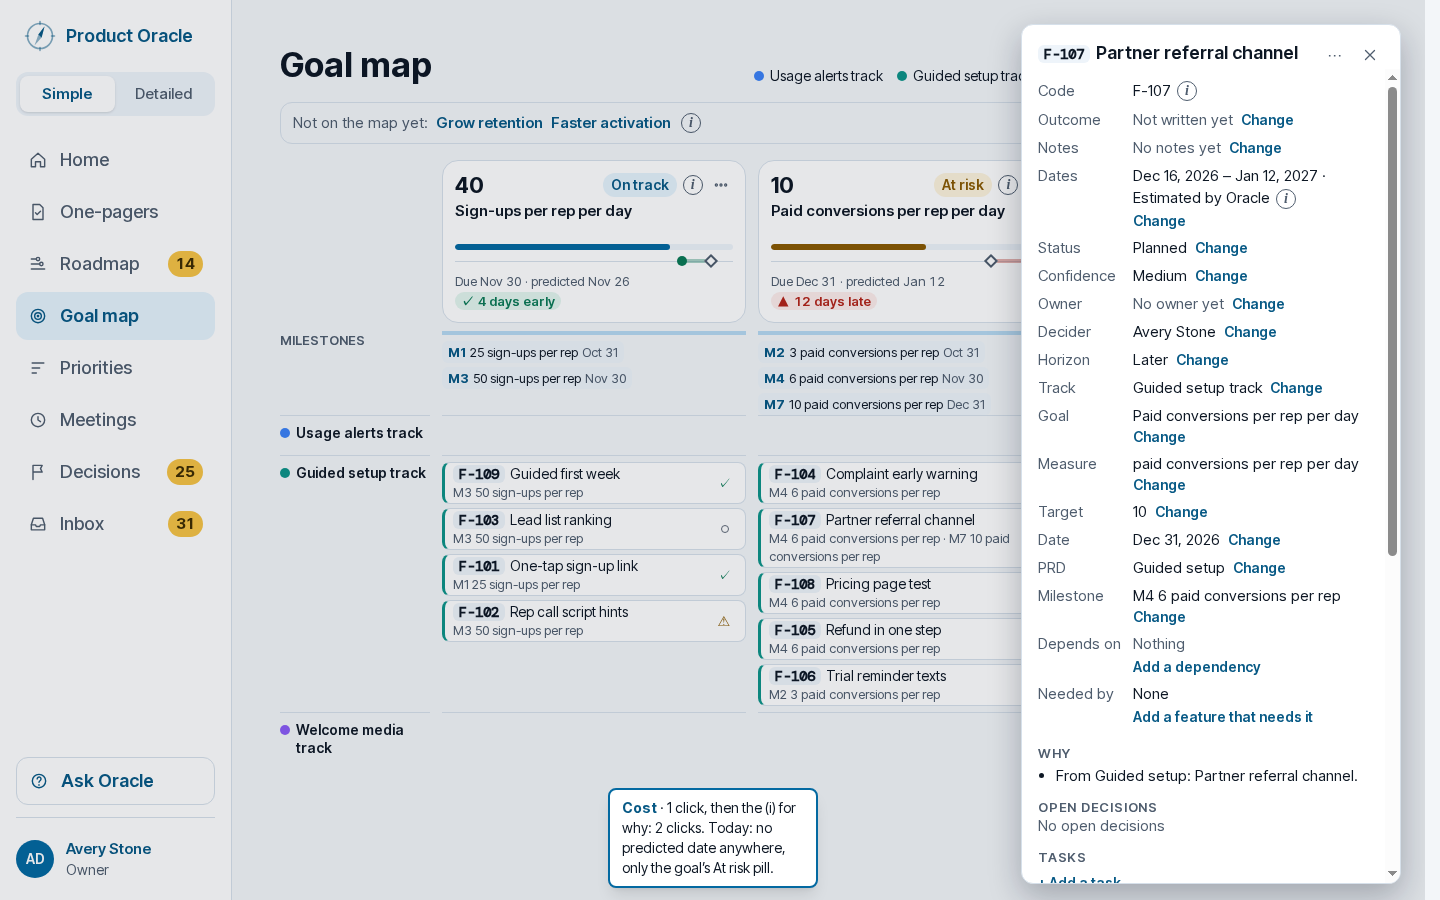 Product Oracle
Simple
Detailed
Home
One-pagers
Roadmap
14
Goal map
Priorities
Meetings
Decisions
25
Inbox
31
Ask Oracle
AD
Avery Stone
Owner
Goal map
Usage alerts track
Guided setup trac
Not on the map yet: Grow retention Faster activation i
40
On track
i
Sign-ups per rep per day
Due Nov 30 · predicted Nov 26
✓ 4 days early
10
At risk
i
Paid conversions per rep per day
Due Dec 31 · predicted Jan 12
▲ 12 days late
MILESTONES
M1 25 sign-ups per rep Oct 31
M3 50 sign-ups per rep Nov 30
M2 3 paid conversions per rep Oct 31
M4 6 paid conversions per rep Nov 30
M7 10 paid conversions per rep Dec 31
Usage alerts track
Guided setup track
F-109 Guided first week
M3 50 sign-ups per rep
✓
F-103 Lead list ranking
M3 50 sign-ups per rep
○
F-101 One-tap sign-up link
M1 25 sign-ups per rep
✓
F-102 Rep call script hints
M3 50 sign-ups per rep
⚠
F-104 Complaint early warning
M4 6 paid conversions per rep
F-107 Partner referral channel
M4 6 paid conversions per rep · M7 10 paid
conversions per rep
F-108 Pricing page test
M4 6 paid conversions per rep
F-105 Refund in one step
M4 6 paid conversions per rep
F-106 Trial reminder texts
M2 3 paid conversions per rep
Welcome media
track
Cost · 1 click, then the (i) for
why: 2 clicks. Today: no
predicted date anywhere,
only the goal's At risk pill.
F-107 Partner referral channel
Code F-107 i
Outcome Not written yet Change
Notes No notes yet Change
Dates Dec 16, 2026 – Jan 12, 2027 ·
Estimated by Oracle i
Change
Status Planned Change
Confidence Medium Change
Owner No owner yet Change
Decider Avery Stone Change
Horizon Later Change
Track Guided setup track Change
Goal Paid conversions per rep per day
Change
Measure paid conversions per rep per day
Change
Target 10 Change
Date Dec 31, 2026 Change
PRD Guided setup Change
Milestone M4 6 paid conversions per rep
Change
Depends on Nothing
Add a dependency
Needed by None
Add a feature that needs it
WHY
• From Guided setup: Partner referral channel.
OPEN DECISIONS
No open decisions
TASKS
+ Add a task